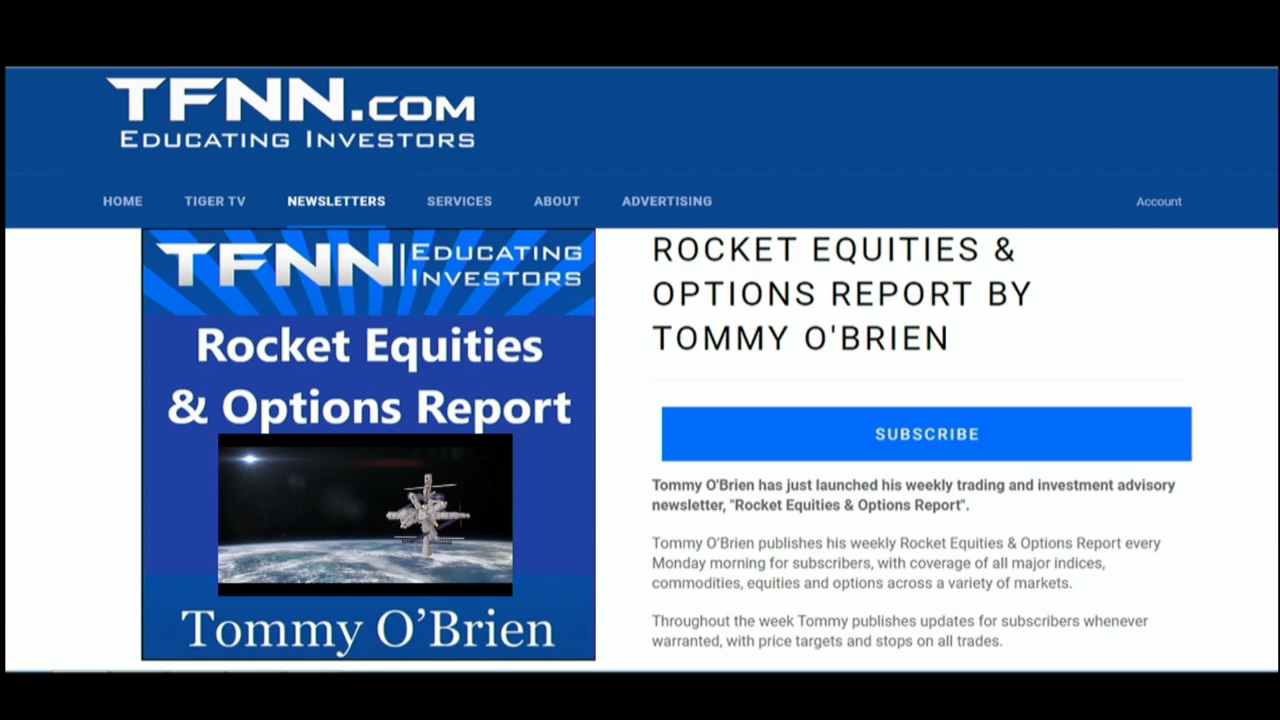 TFNN.COM
EDUCATING INVESTORS
HOME TIGER TV NEWSLETTERS SERVICES ABOUT ADVERTISING Account
TFNN EDUCATING INVESTORS
Rocket Equities
& Options Report
Tommy O’Brien
ROCKET EQUITIES &
OPTIONS REPORT BY
TOMMY O'BRIEN
SUBSCRIBE
Tommy O'Brien has just launched his weekly trading and investment advisory
newsletter, "Rocket Equities & Options Report".
Tommy O'Brien publishes his weekly Rocket Equities & Options Report every
Monday morning for subscribers, with coverage of all major indices,
commodities, equities and options across a variety of markets.
Throughout the week Tommy publishes updates for subscribers whenever
warranted, with price targets and stops on all trades.